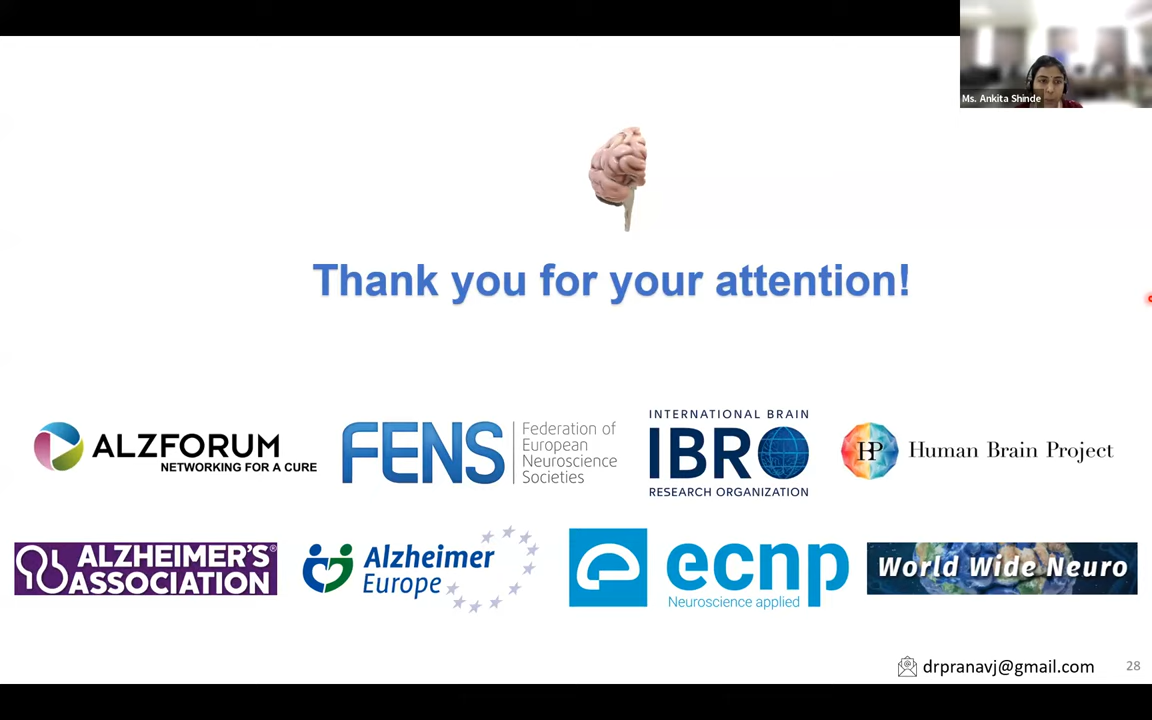 Ms. Ankita Shinde
Thank you for your attention!
ALZFORUM
NETWORKING FOR A CURE
FENS
Federation of
European
Neuroscience
Societies
INTERNATIONAL BRAIN
IBRO
RESEARCH ORGANIZATION
HP
Human Brain Project
ALZHEIMER'S®
ASSOCIATION
Alzheimer
Europe
e
ecnp
Neuroscience applied
World Wide Neuro
drpranavj@gmail.com
28